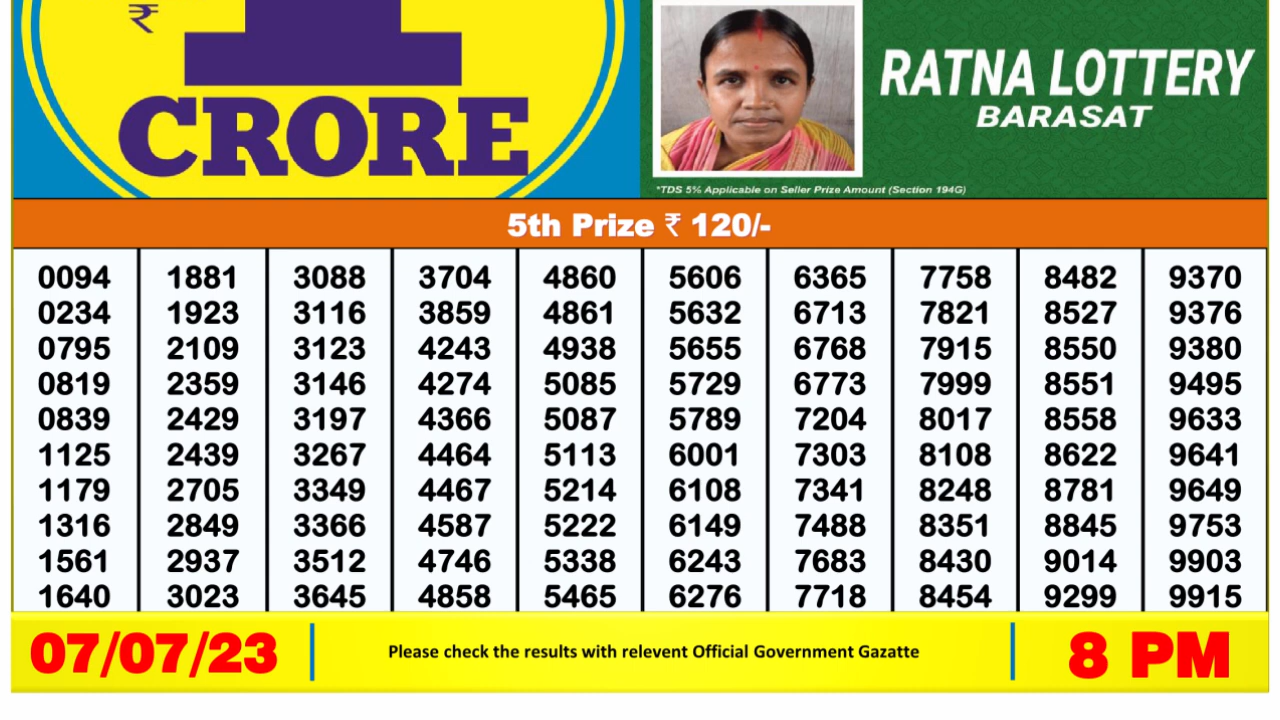 ₹ 1
CRORE
RATNA LOTTERY
BARASAT
*TDS 5% Applicable on Seller Prize Amount (Section 194G)
5th Prize ₹ 120/-
0094 1881 3088 3704 4860 5606 6365 7758 8482 9370
0234 1923 3116 3859 4861 5632 6713 7821 8527 9376
0795 2109 3123 4243 4938 5655 6768 7915 8550 9380
0819 2359 3146 4274 5085 5729 6773 7999 8551 9495
0839 2429 3197 4366 5087 5789 7204 8017 8558 9633
1125 2439 3267 4464 5113 6001 7303 8108 8622 9641
1179 2705 3349 4467 5214 6108 7341 8248 8781 9649
1316 2849 3366 4587 5222 6149 7488 8351 8845 9753
1561 2937 3512 4746 5338 6243 7683 8430 9014 9903
1640 3023 3645 4858 5465 6276 7718 8454 9299 9915
07/07/23 Please check the results with relevent Official Government Gazatte 8 PM